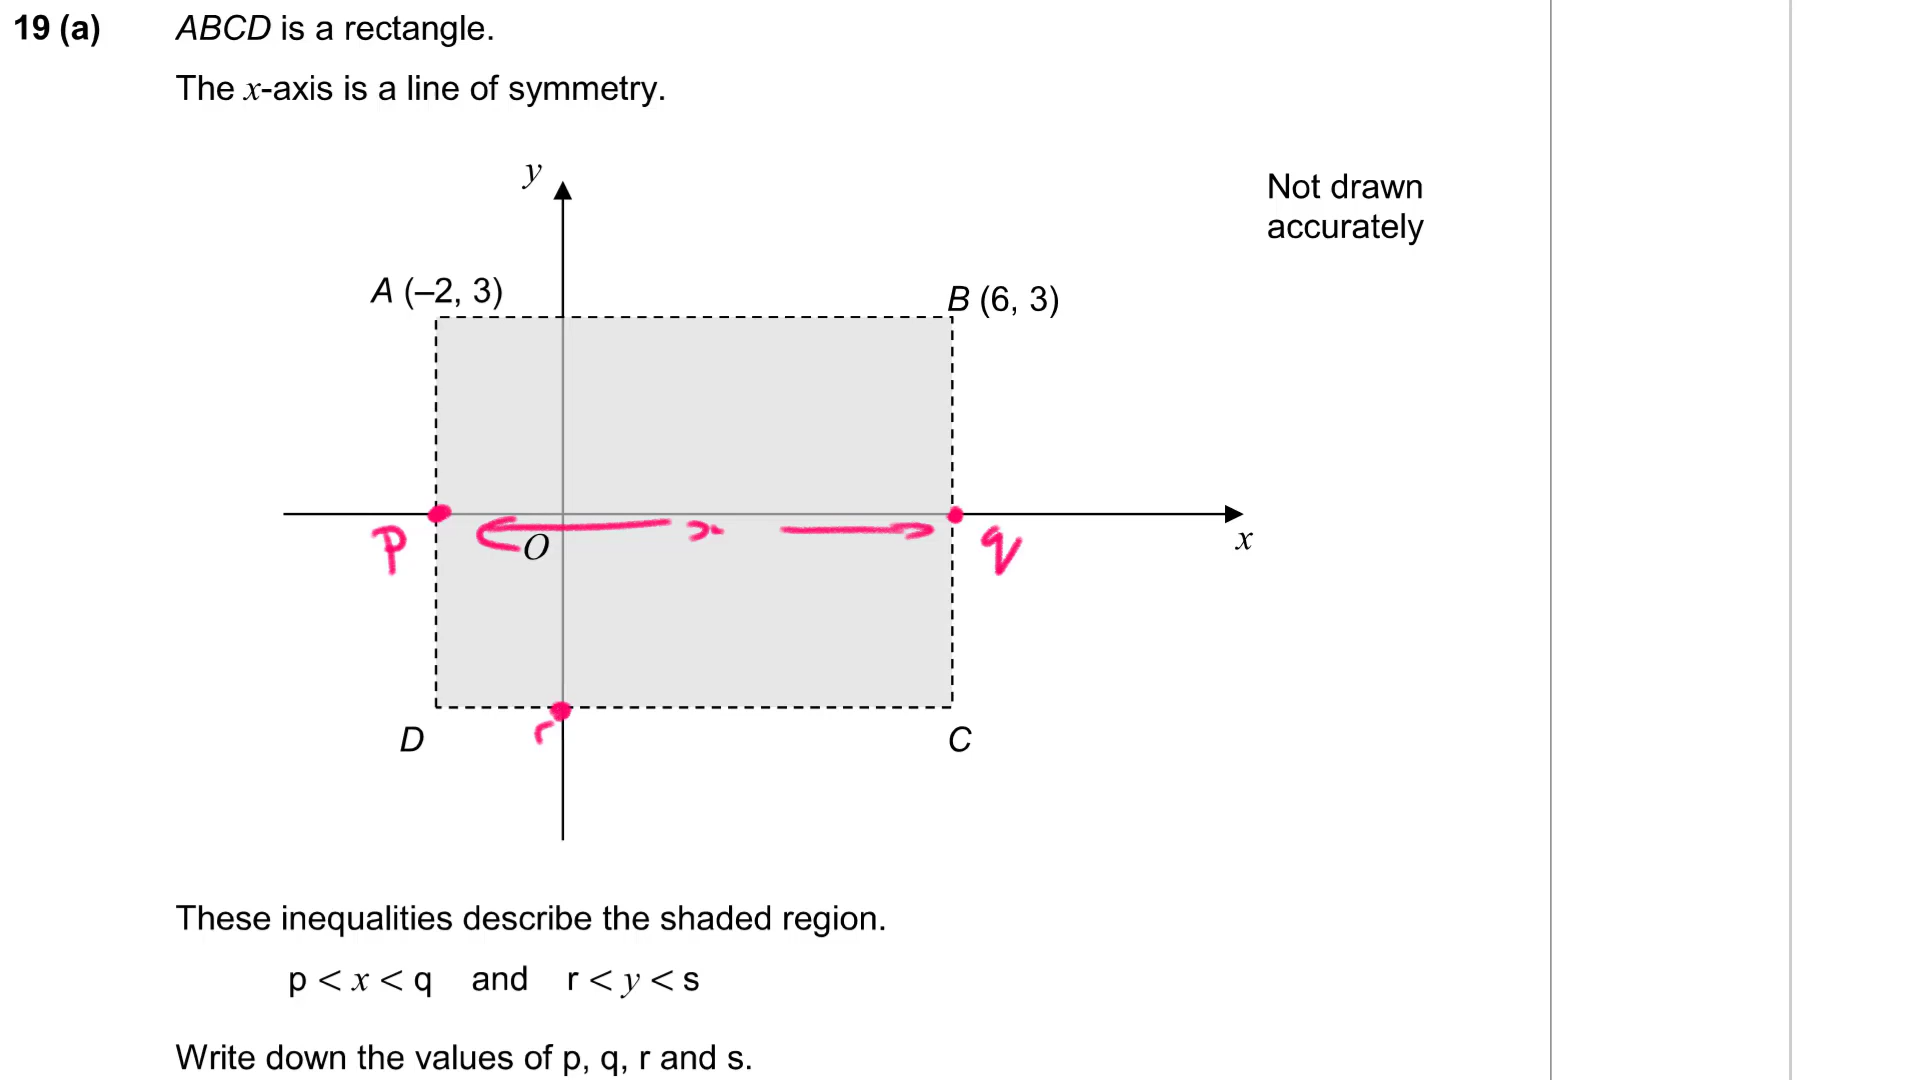 19 (a) ABCD is a rectangle.
The x-axis is a line of symmetry.
y
Not drawn
accurately
A (–2, 3)
B (6, 3)
p
O
x
q
x
D
r
C
These inequalities describe the shaded region.
p < x < q and r < y < s
Write down the values of p, q, r and s.